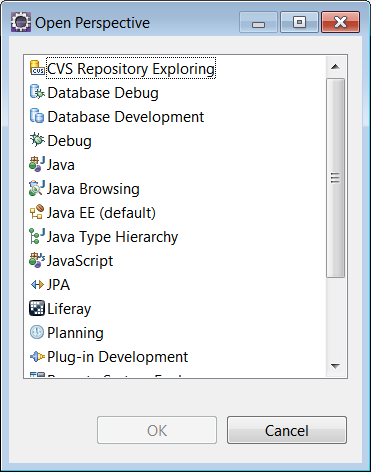 Open Perspective
CVS Repository Exploring
Database Debug
Database Development
Debug
Java
Java Browsing
Java EE (default)
Java Type Hierarchy
JavaScript
JPA
Liferay
Planning
Plug-in Development
OK
Cancel